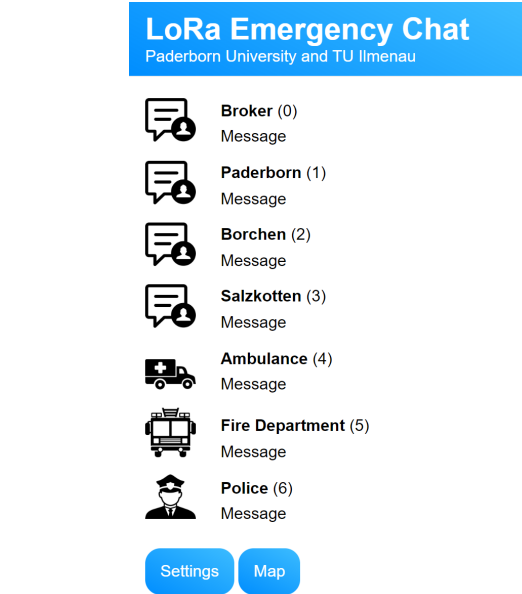 LoRa Emergency Chat
Paderborn University and TU Ilmenau
Broker (0)
Message
Paderborn (1)
Message
Borchen (2)
Message
Salzkotten (3)
Message
Ambulance (4)
Message
Fire Department (5)
Message
Police (6)
Message
Settings Map